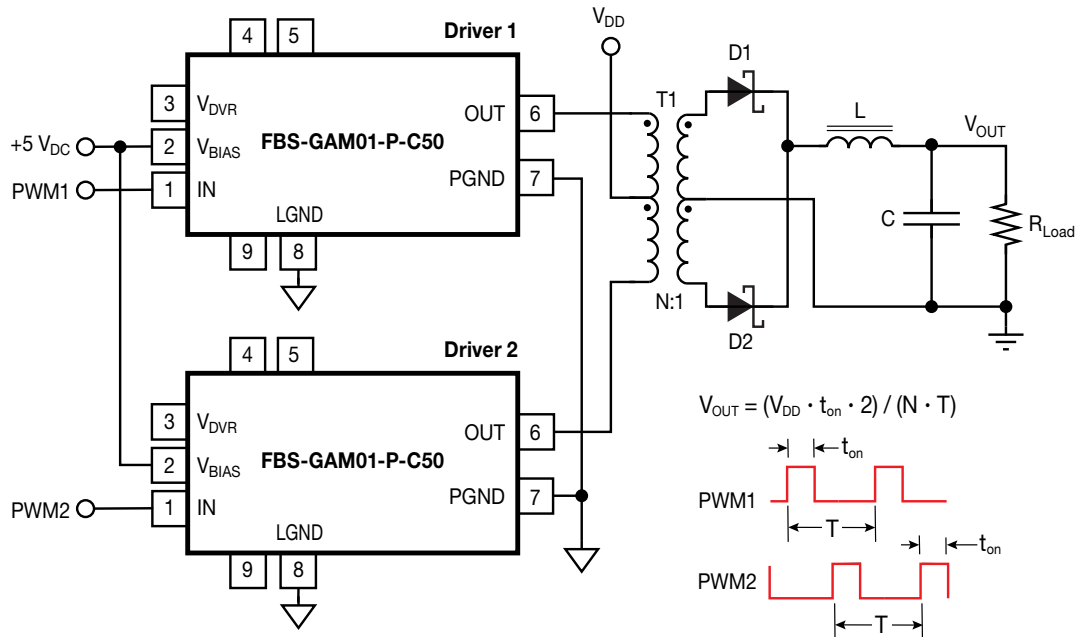 Driver 1
4 5
3 V_DVR
+5 V_DC 2 V_BIAS
PWM1 1 IN
FBS-GAM01-P-C50
OUT 6
PGND 7
LGND
9 8
Driver 2
4 5
3 V_DVR
2 V_BIAS
PWM2 1 IN
FBS-GAM01-P-C50
OUT 6
PGND 7
LGND
9 8
V_DD
T1
N:1
D1
D2
L
V_OUT
C
R_Load
V_OUT = (V_DD · t_on · 2) / (N · T)
t_on
PWM1
T
t_on
PWM2
T